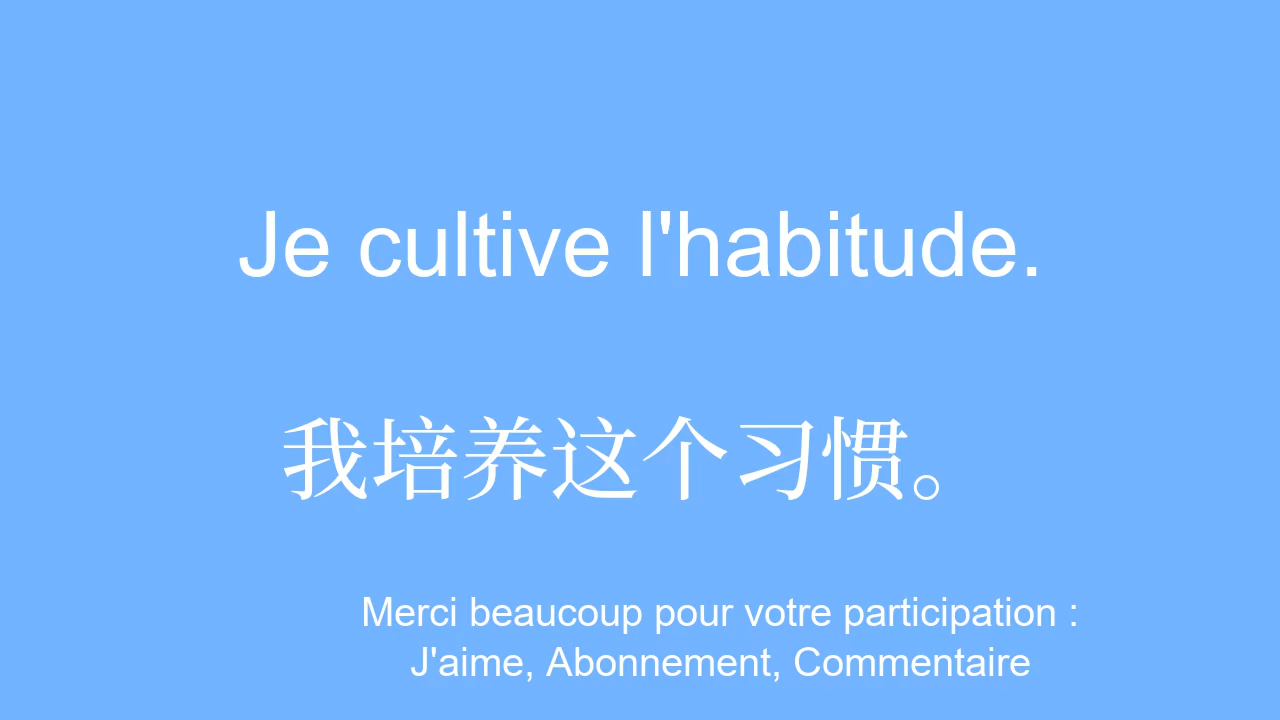 Je cultive l'habitude.
我培养这个习惯。
Merci beaucoup pour votre participation :
J'aime, Abonnement, Commentaire